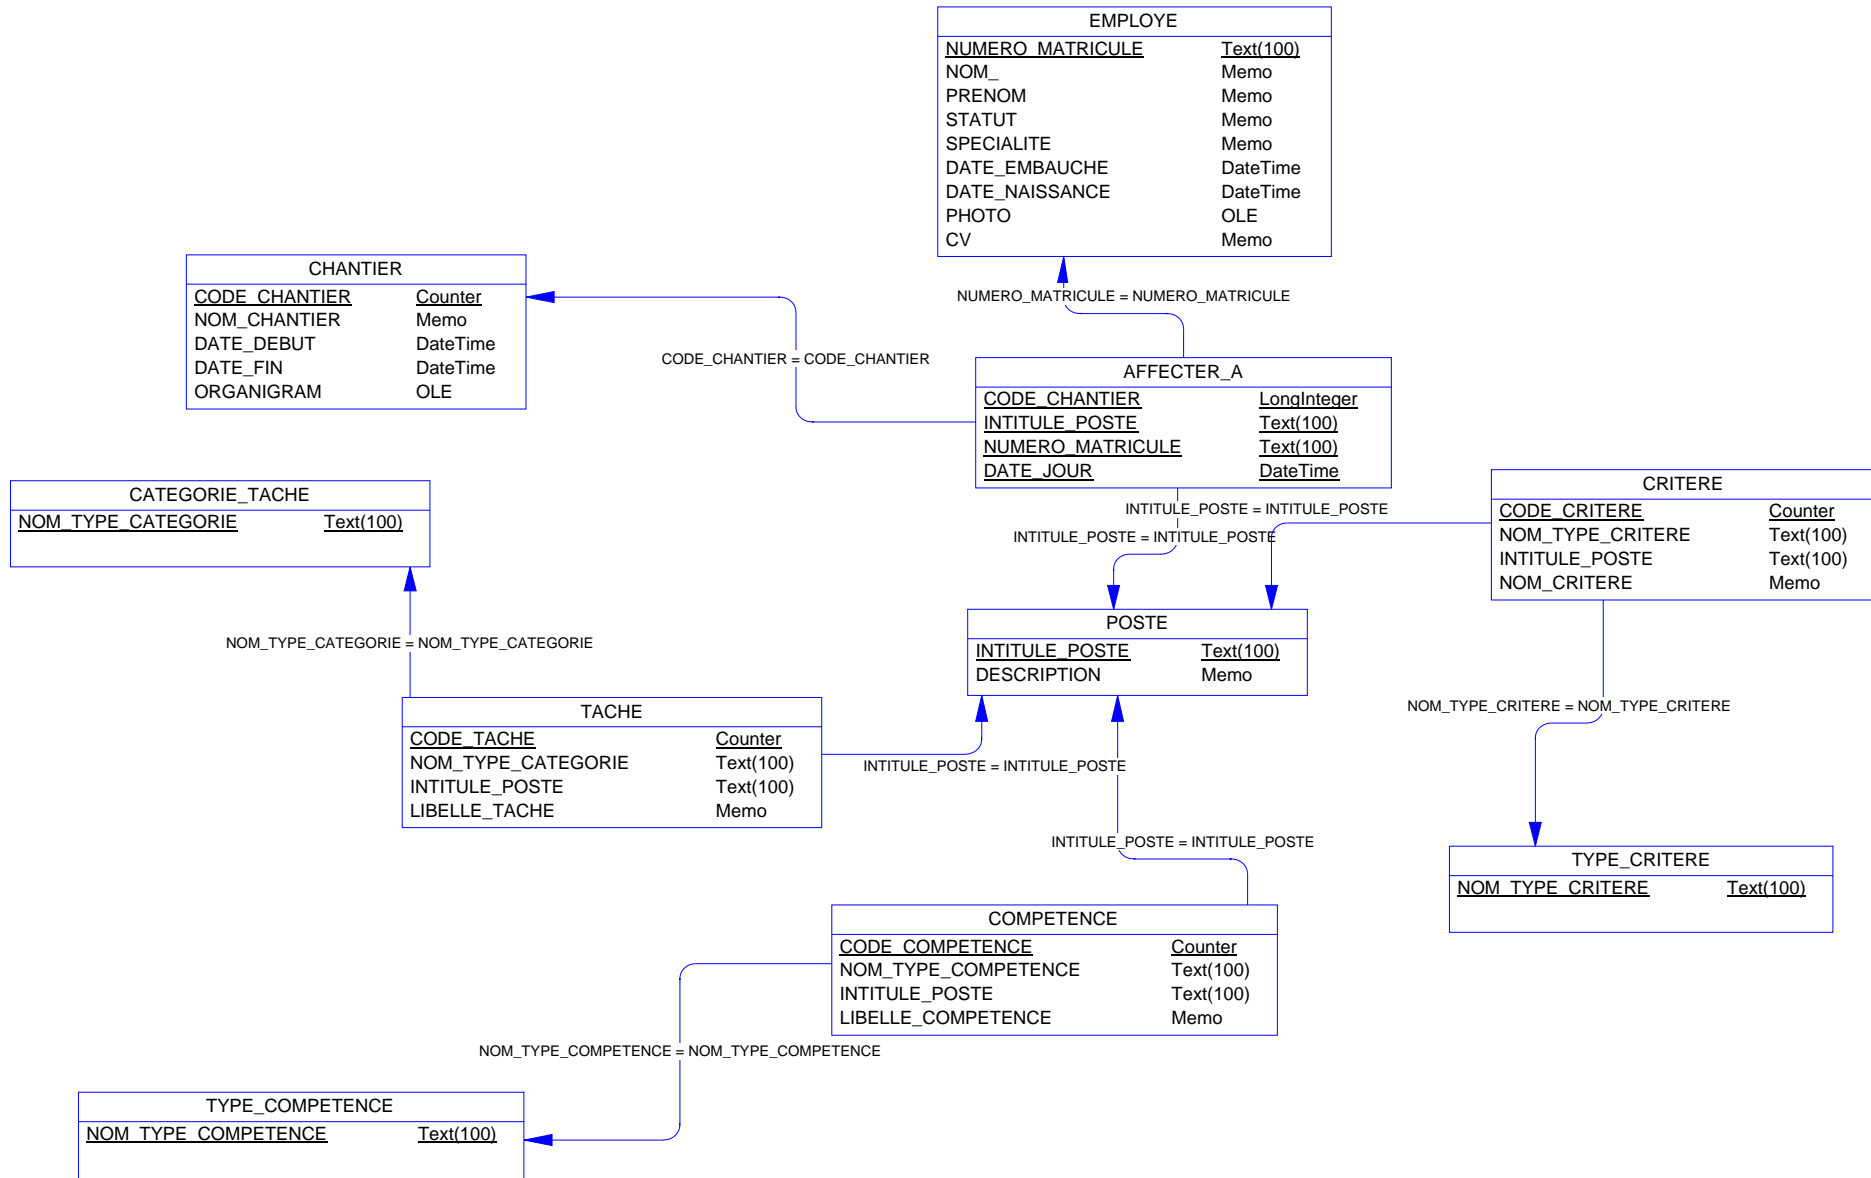 EMPLOYE
NUMERO_MATRICULE Text(100)
NOM_ Memo
PRENOM Memo
STATUT Memo
SPECIALITE Memo
DATE_EMBAUCHE DateTime
DATE_NAISSANCE DateTime
PHOTO OLE
CV Memo
CHANTIER
CODE_CHANTIER Counter
NOM_CHANTIER Memo
DATE_DEBUT DateTime
DATE_FIN DateTime
ORGANIGRAM OLE
NUMERO_MATRICULE = NUMERO_MATRICULE
CODE_CHANTIER = CODE_CHANTIER
AFFECTER_A
CODE_CHANTIER LongInteger
INTITULE_POSTE Text(100)
NUMERO_MATRICULE Text(100)
DATE_JOUR DateTime
CATEGORIE_TACHE
NOM_TYPE_CATEGORIE Text(100)
CRITERE
CODE_CRITERE Counter
NOM_TYPE_CRITERE Text(100)
INTITULE_POSTE Text(100)
NOM_CRITERE Memo
INTITULE_POSTE = INTITULE_POSTE
INTITULE_POSTE = INTITULE_POSTE
POSTE
INTITULE_POSTE Text(100)
DESCRIPTION Memo
NOM_TYPE_CATEGORIE = NOM_TYPE_CATEGORIE
TACHE
CODE_TACHE Counter
NOM_TYPE_CATEGORIE Text(100)
INTITULE_POSTE Text(100)
LIBELLE_TACHE Memo
INTITULE_POSTE = INTITULE_POSTE
NOM_TYPE_CRITERE = NOM_TYPE_CRITERE
INTITULE_POSTE = INTITULE_POSTE
TYPE_CRITERE
NOM_TYPE_CRITERE Text(100)
COMPETENCE
CODE_COMPETENCE Counter
NOM_TYPE_COMPETENCE Text(100)
INTITULE_POSTE Text(100)
LIBELLE_COMPETENCE Memo
NOM_TYPE_COMPETENCE = NOM_TYPE_COMPETENCE
TYPE_COMPETENCE
NOM_TYPE_COMPETENCE Text(100)